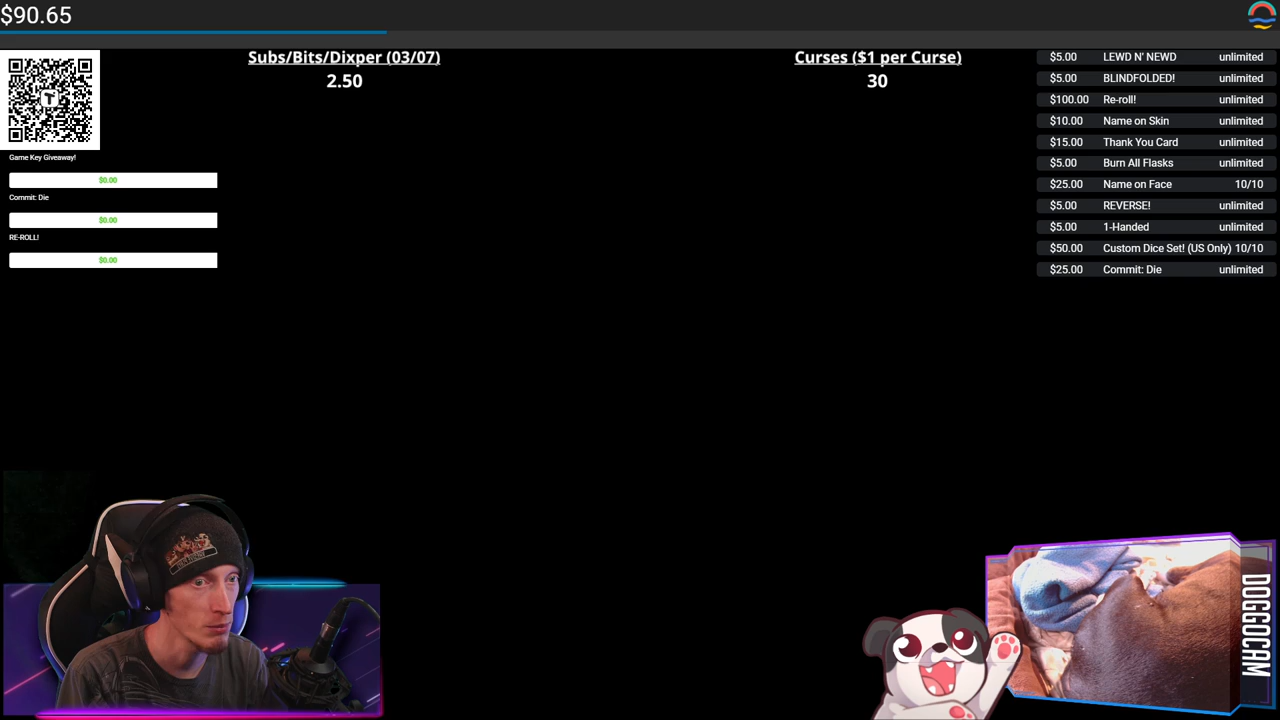 $90.65
Subs/Bits/Dixper (03/07)
2.50
Curses ($1 per Curse)
30
Game Key Giveaway!
$0.00
Commit: Die
$0.00
RE-ROLL!
$0.00
$5.00 LEWD N' NEWD unlimited
$5.00 BLINDFOLDED! unlimited
$100.00 Re-roll! unlimited
$10.00 Name on Skin unlimited
$15.00 Thank You Card unlimited
$5.00 Burn All Flasks unlimited
$25.00 Name on Face 10/10
$5.00 REVERSE! unlimited
$5.00 1-Handed unlimited
$50.00 Custom Dice Set! (US Only) 10/10
$25.00 Commit: Die unlimited
DOGGOCAM